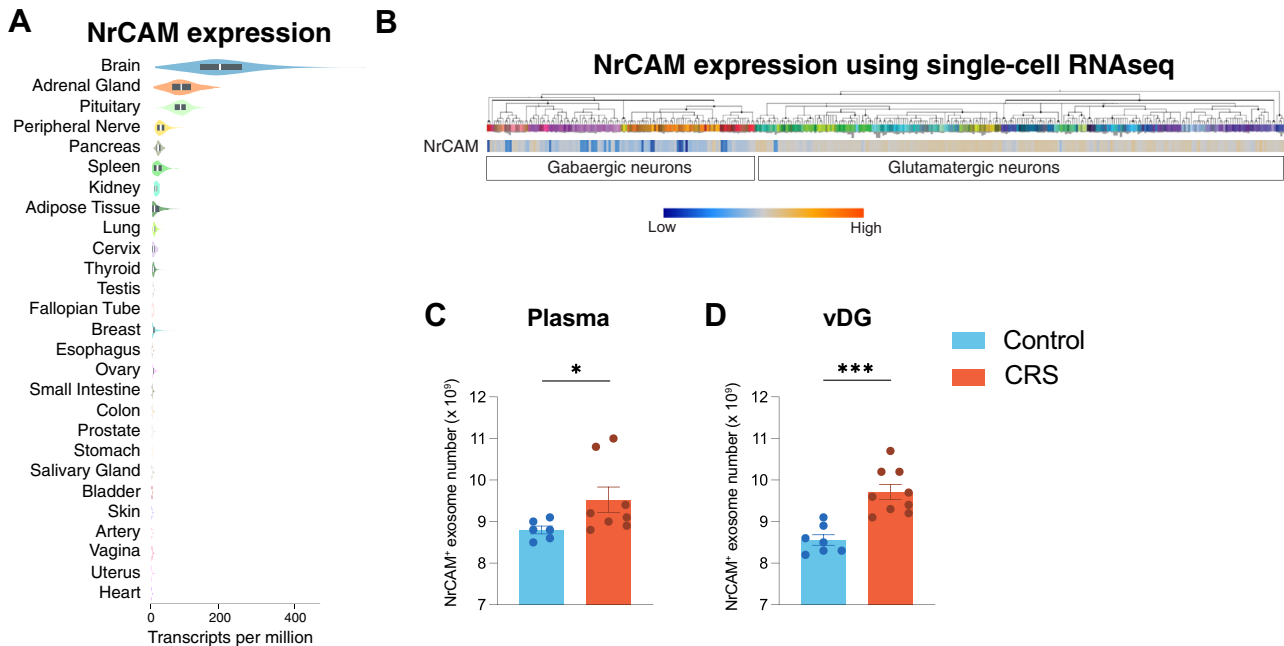 A
NrCAM expression
Brain
Adrenal Gland
Pituitary
Peripheral Nerve
Pancreas
Spleen
Kidney
Adipose Tissue
Lung
Cervix
Thyroid
Testis
Fallopian Tube
Breast
Esophagus
Ovary
Small Intestine
Colon
Prostate
Stomach
Salivary Gland
Bladder
Skin
Artery
Vagina
Uterus
Heart
0 200 400
Transcripts per million
B
NrCAM expression using single-cell RNAseq
NrCAM
Gabaergic neurons Glutamatergic neurons
Low High
C Plasma
*
NrCAM⁺ exosome number (x 10⁹)
12
11
10
9
8
7
D vDG
***
NrCAM⁺ exosome number (x 10⁹)
12
11
10
9
8
7
Control
CRS